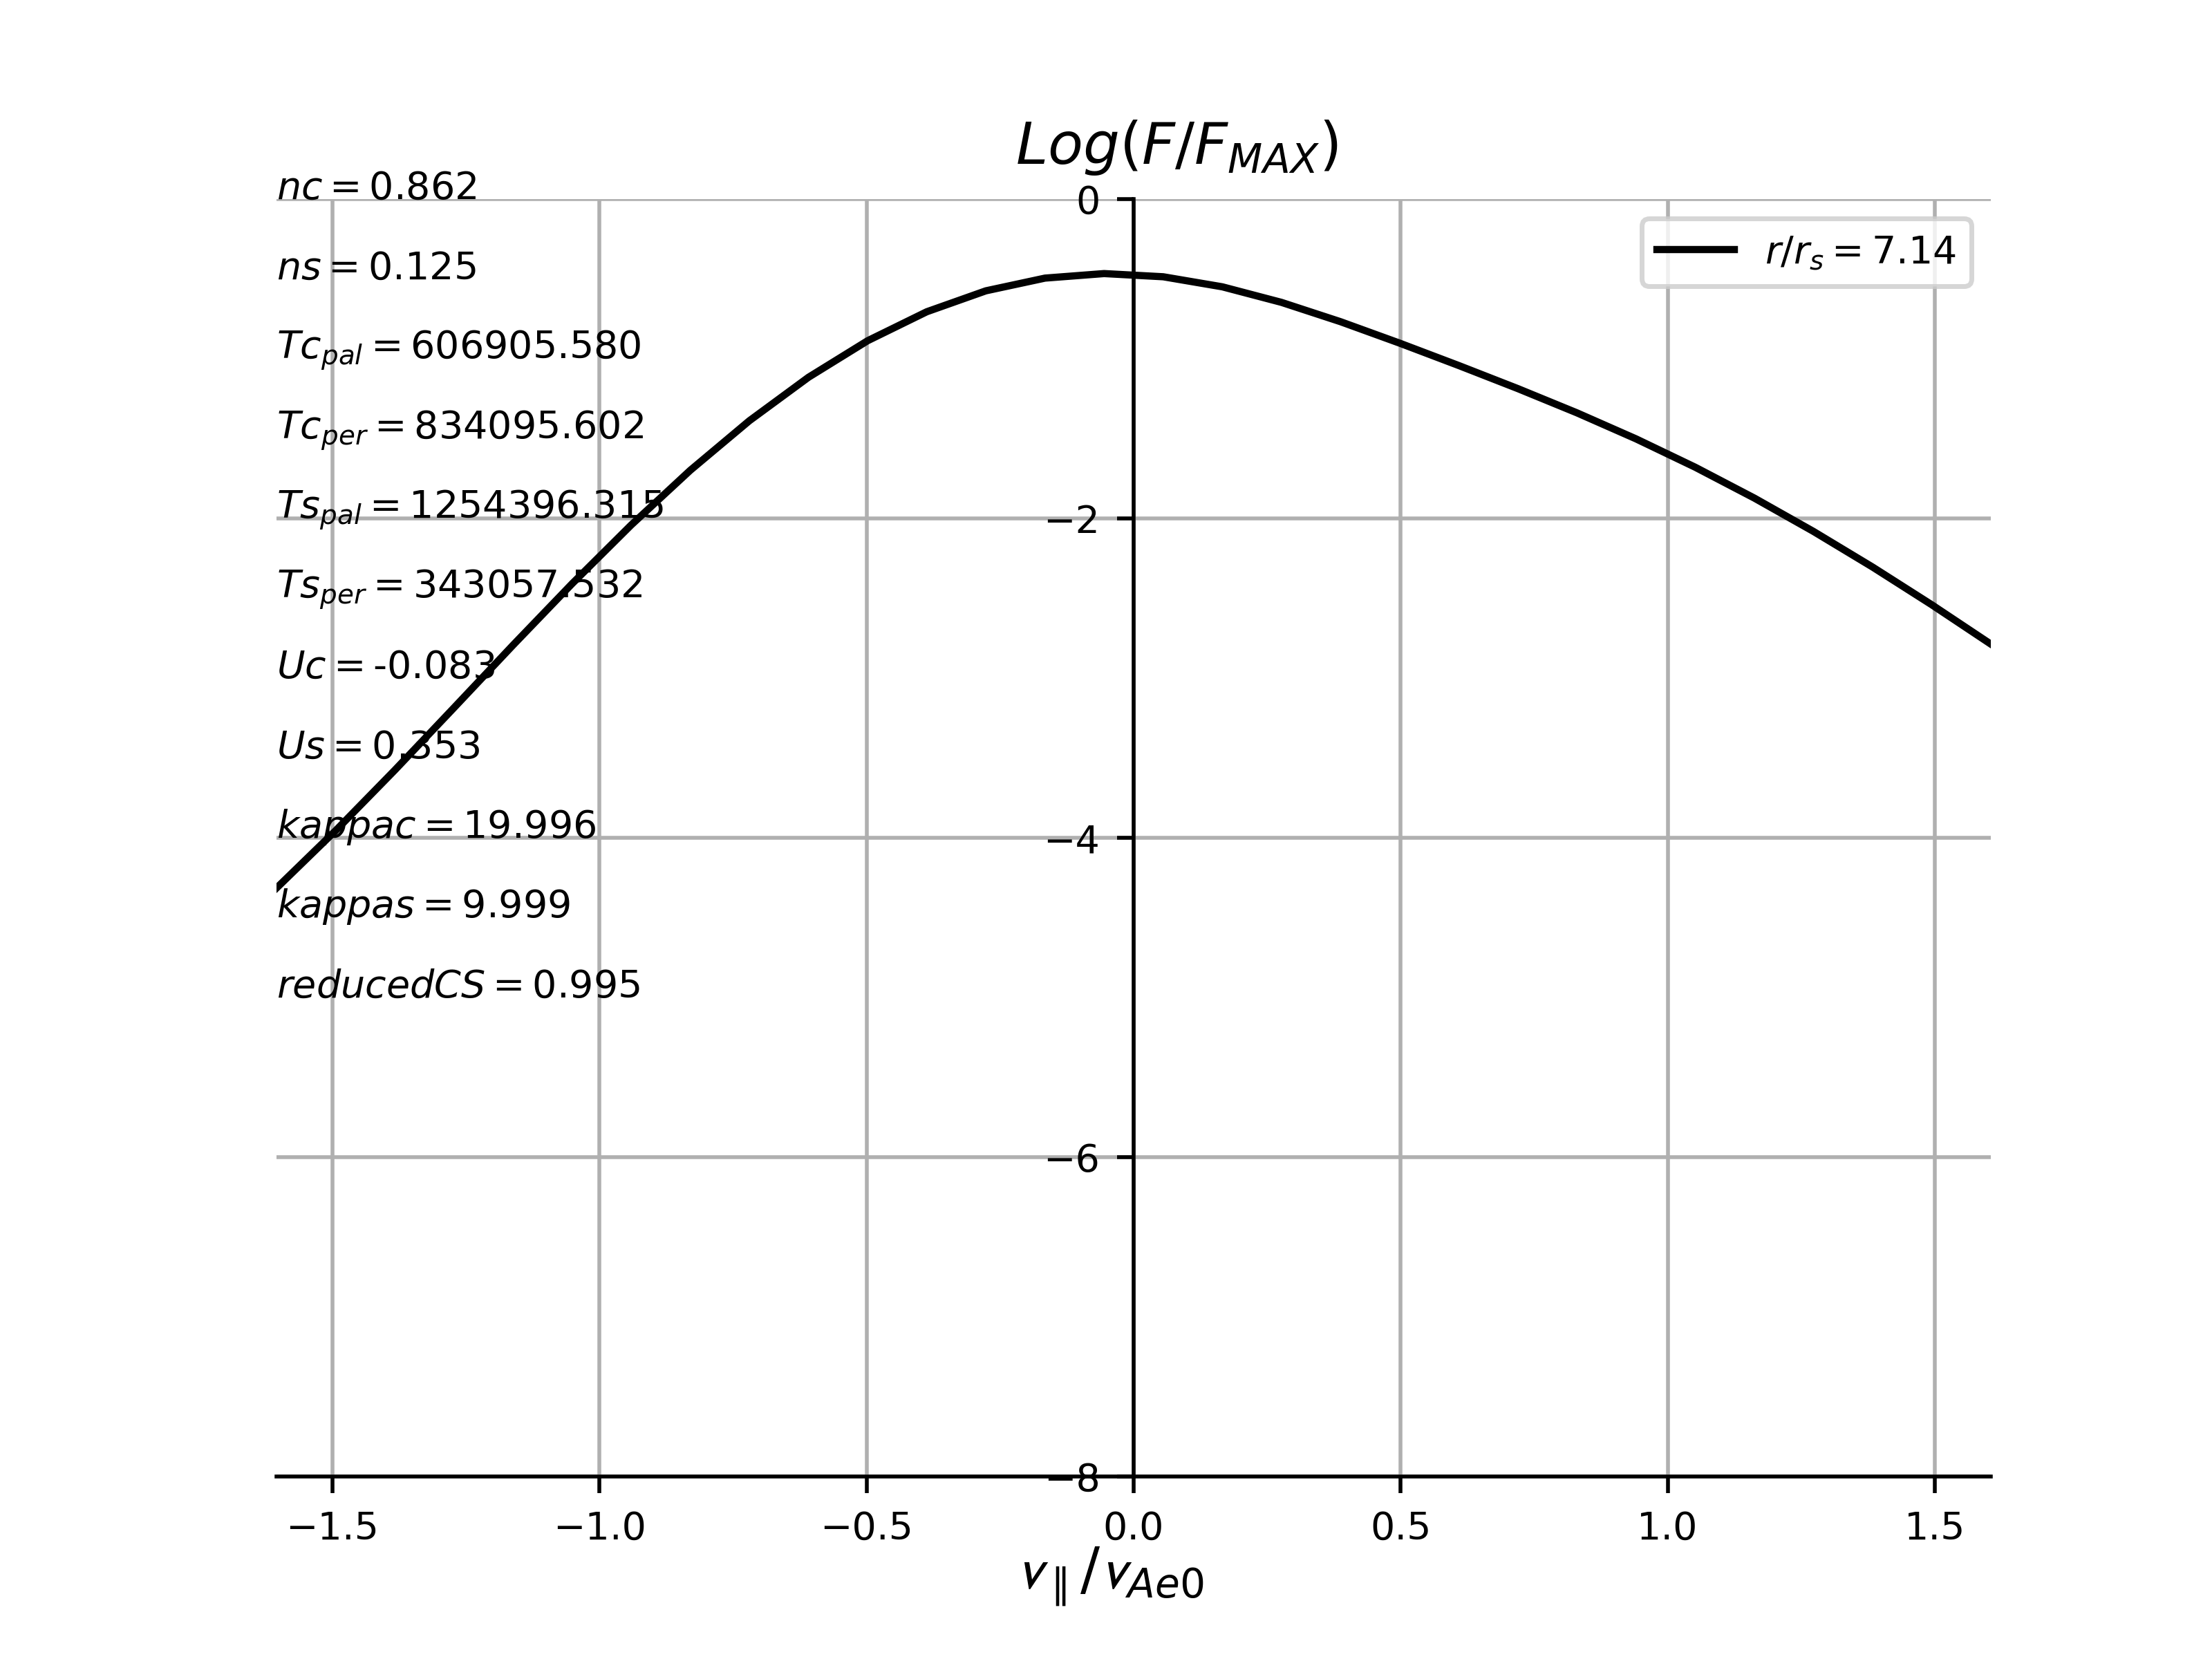 Log(F/F_MAX)
nc = 0.862
ns = 0.125
Tc_pal = 606905.580
Tc_per = 834095.602
Ts_pal = 1254396.315
Ts_per = 343057.532
Uc = -0.083
Us = 0.353
kappac = 19.996
kappas = 9.999
reducedCS = 0.995
r/r_s = 7.14
0
−2
−4
−6
−8
−1.5 −1.0 −0.5 0.0 0.5 1.0 1.5
v_∥/v_Ae0